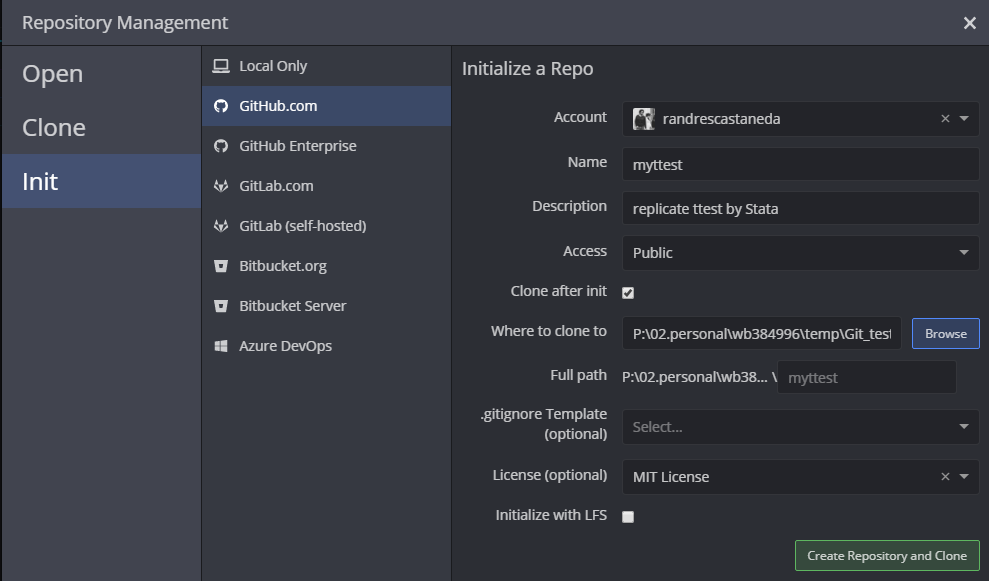 Repository Management
Open
Clone
Init
Local Only
GitHub.com
GitHub Enterprise
GitLab.com
GitLab (self-hosted)
Bitbucket.org
Bitbucket Server
Azure DevOps
Initialize a Repo
Account randrescastaneda
Name myttest
Description replicate ttest by Stata
Access Public
Clone after init
Where to clone to P:\02.personal\wb384996\temp\Git_test Browse
Full path P:\02.personal\wb38... \ myttest
.gitignore Template
(optional) Select...
License (optional) MIT License
Initialize with LFS
Create Repository and Clone